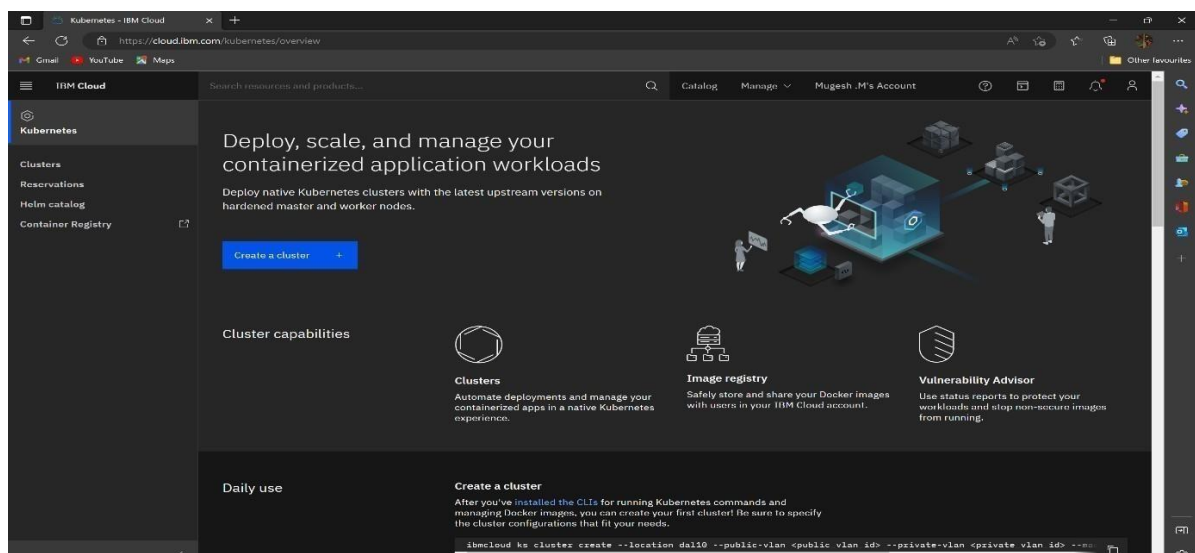 Kubernetes - IBM Cloud
https://cloud.ibm.com/kubernetes/overview
Gmail YouTube Maps Other favourites
IBM Cloud Search resources and products... Catalog Manage Mugesh .M's Account
Kubernetes
Clusters
Reservations
Helm catalog
Container Registry
Deploy, scale, and manage your
containerized application workloads
Deploy native Kubernetes clusters with the latest upstream versions on
hardened master and worker nodes.
Create a cluster +
Cluster capabilities
Clusters
Automate deployments and manage your
containerized apps in a native Kubernetes
experience.
Image registry
Safely store and share your Docker images
with users in your IBM Cloud account.
Vulnerability Advisor
Use status reports to protect your
workloads and stop non-secure images
from running.
Daily use
Create a cluster
After you've installed the CLIs for running Kubernetes commands and
managing Docker images, you can create your first cluster! Be sure to specify
the cluster configurations that fit your needs.
ibmcloud ks cluster create --location dal10 --public-vlan <public vlan id> --private-vlan <private vlan id>